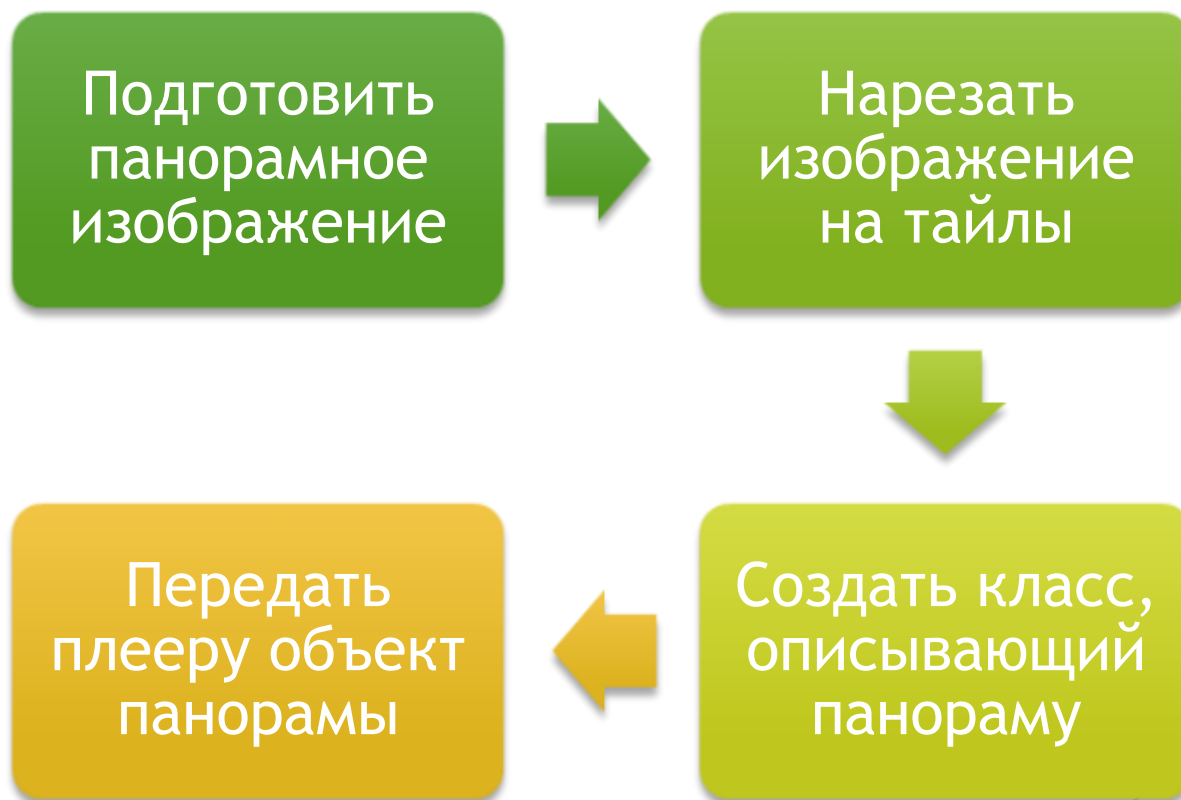 Подготовить
панорамное
изображение
Нарезать
изображение
на тайлы
Создать класс,
описывающий
панораму
Передать
плееру объект
панорамы